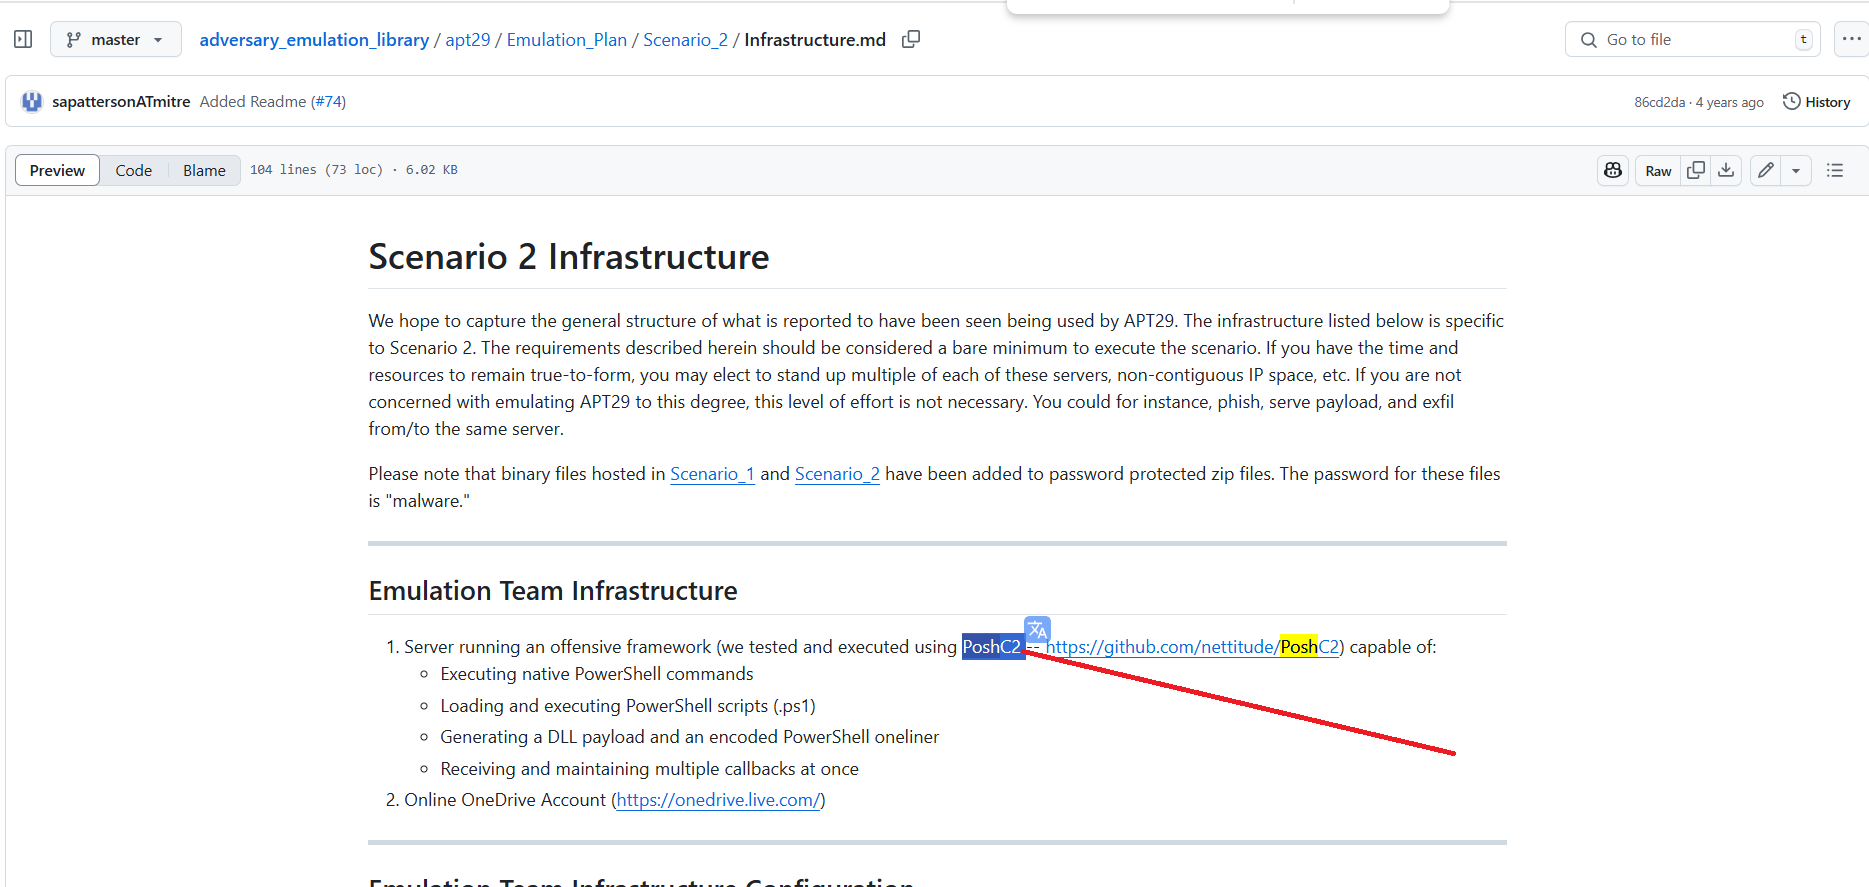 master
adversary_emulation_library / apt29 / Emulation_Plan / Scenario_2 / Infrastructure.md
Go to file
t
sapattersonATmitre Added Readme (#74)
86cd2da · 4 years ago
History
Preview
Code
Blame
104 lines (73 loc) · 6.02 KB
Raw
Scenario 2 Infrastructure
We hope to capture the general structure of what is reported to have been seen being used by APT29. The infrastructure listed below is specific
to Scenario 2. The requirements described herein should be considered a bare minimum to execute the scenario. If you have the time and
resources to remain true-to-form, you may elect to stand up multiple of each of these servers, non-contiguous IP space, etc. If you are not
concerned with emulating APT29 to this degree, this level of effort is not necessary. You could for instance, phish, serve payload, and exfil
from/to the same server.
Please note that binary files hosted in Scenario_1 and Scenario_2 have been added to password protected zip files. The password for these files
is "malware."
Emulation Team Infrastructure
1. Server running an offensive framework (we tested and executed using PoshC2 -- https://github.com/nettitude/PoshC2) capable of:
Executing native PowerShell commands
Loading and executing PowerShell scripts (.ps1)
Generating a DLL payload and an encoded PowerShell oneliner
Receiving and maintaining multiple callbacks at once
2. Online OneDrive Account (https://onedrive.live.com/)
Emulation Team Infrastructure Configuration